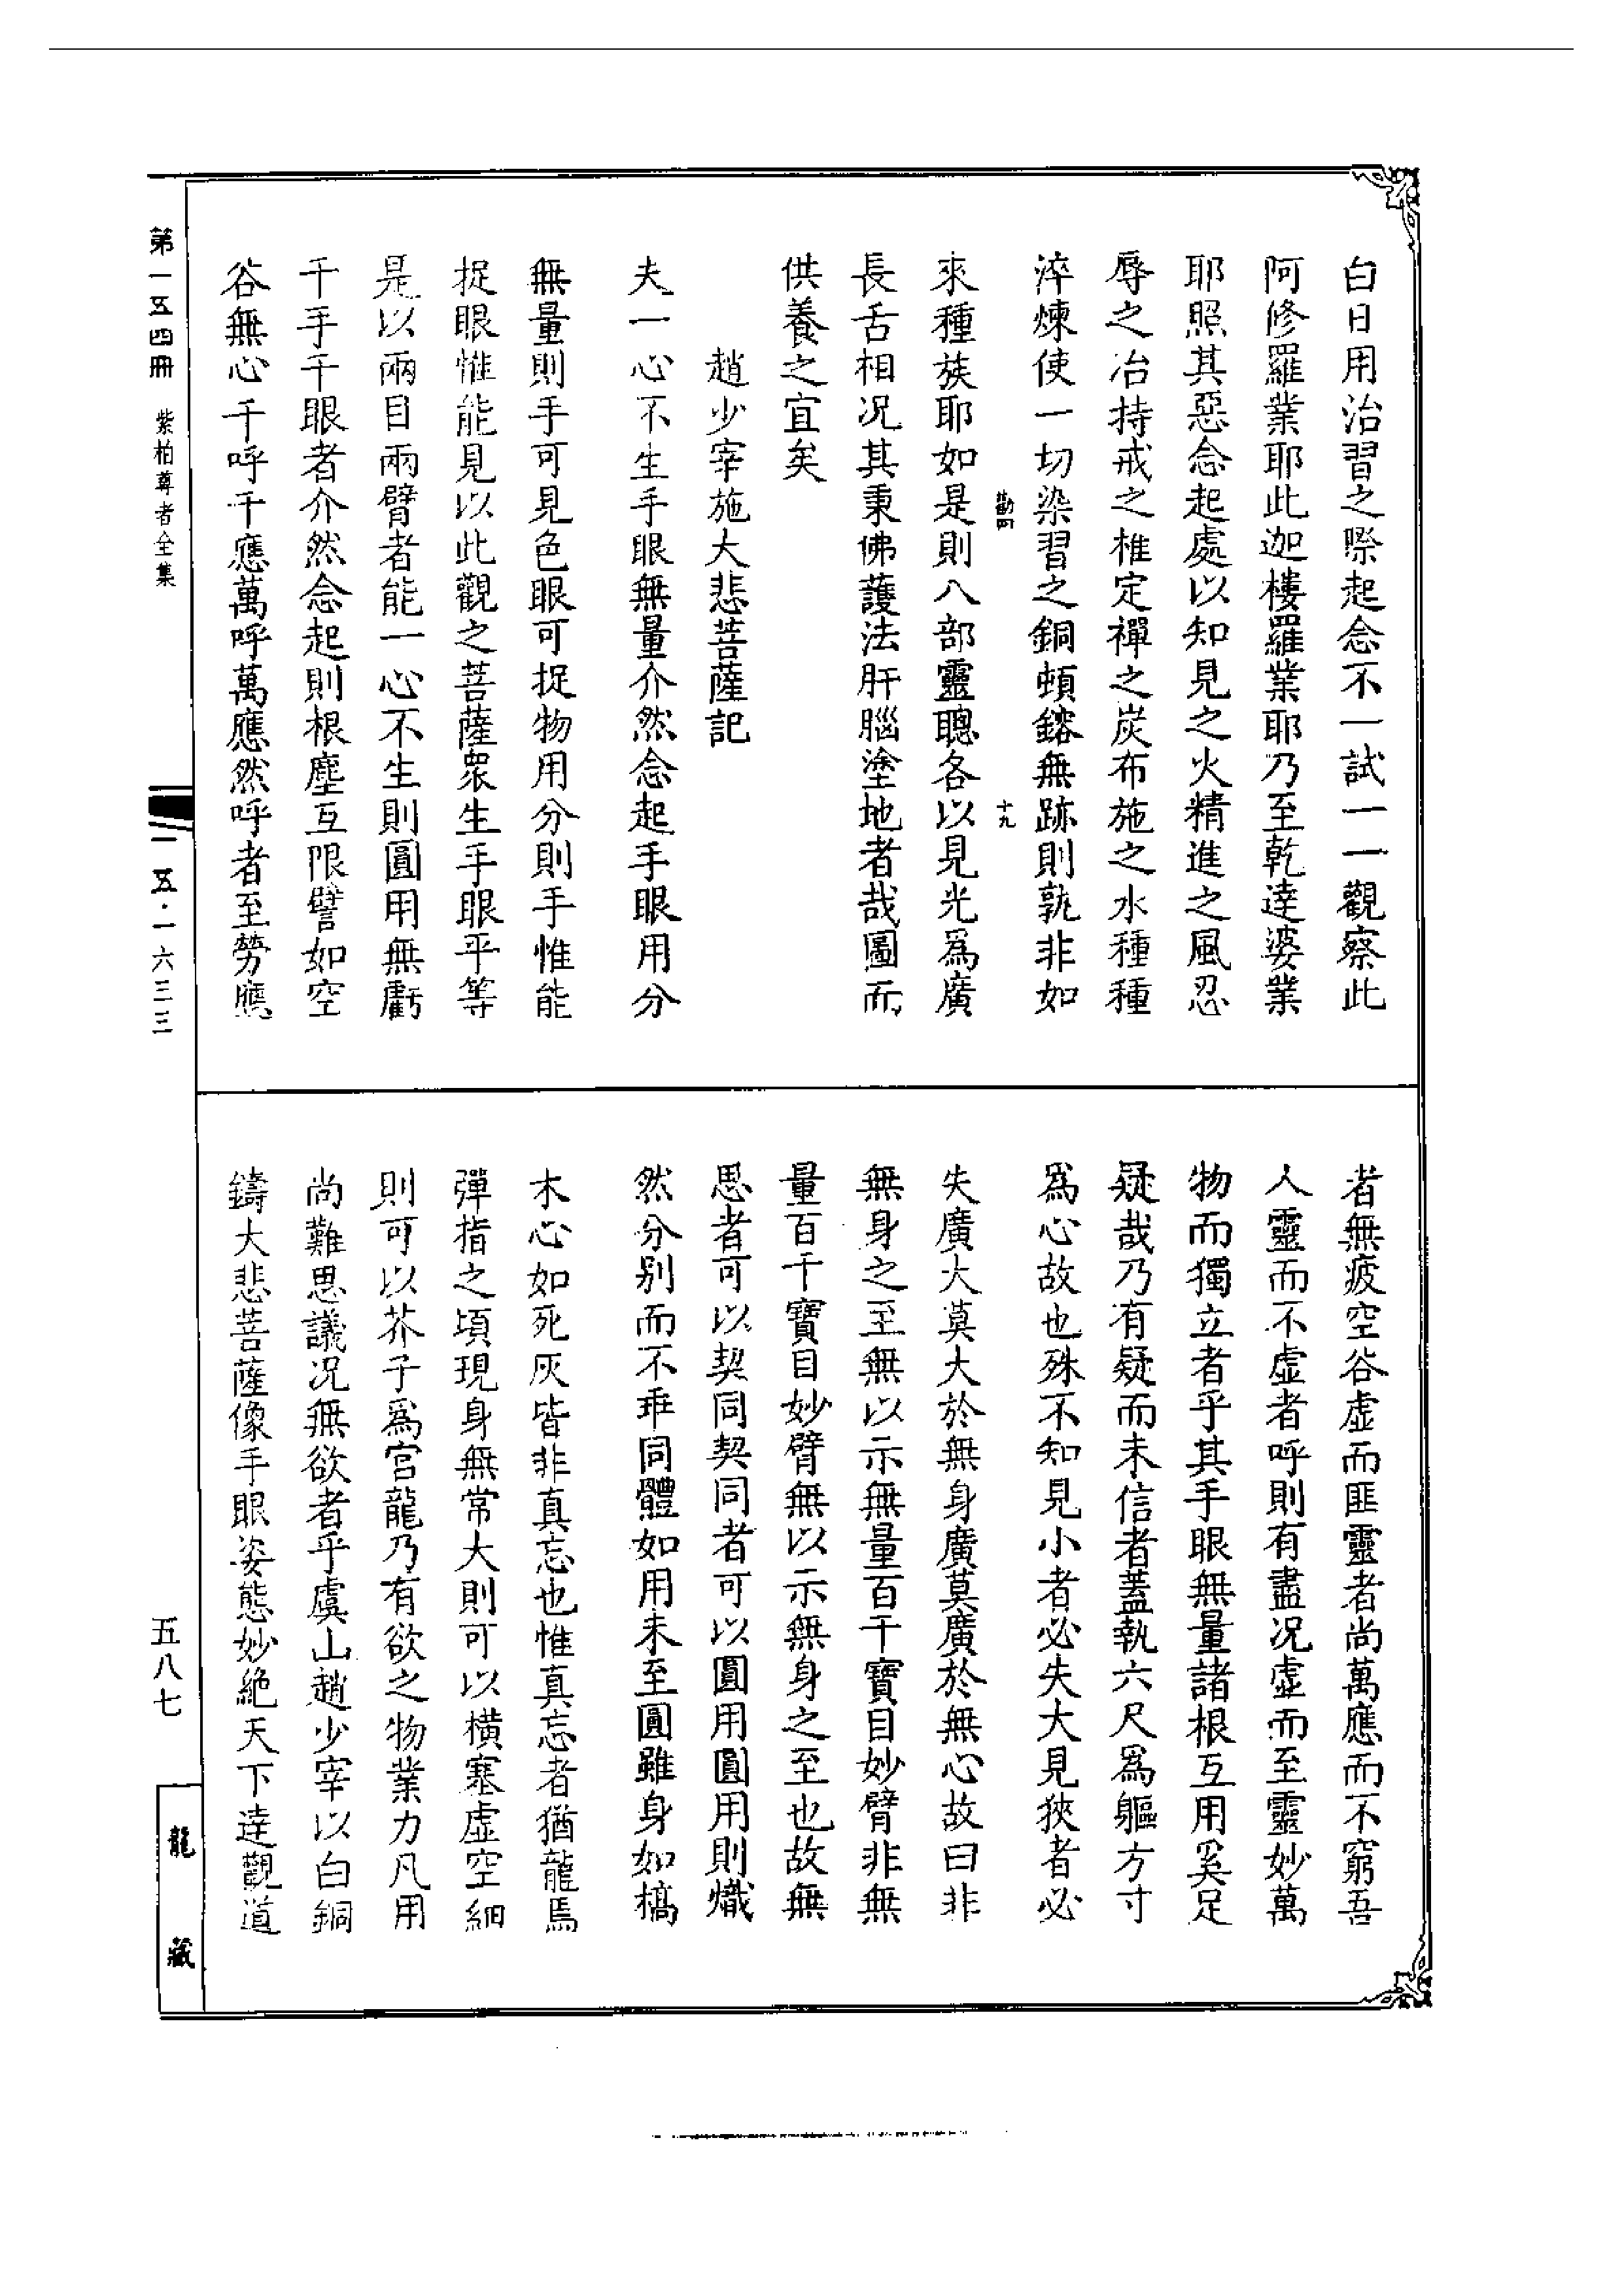 白日用治習之際起念不一試一一觀察此
阿修羅業耶此迦樓羅業耶乃至乾達婆業
耶照其惡念起處以知見之火精進之風忍
辱之冶持戒之椎定禪之炭布施之水種種
淬煉使一切染習之銅頓鎔無跡則孰非如
勸四
十九
來種族耶如是則八部靈聰各以見光爲廣
長舌相况其秉佛護法肝腦塗地者哉圖而
供養之宜矣
趙少宰施大悲菩薩記
夫一心不生手眼無量介然念起手眼用分
無量則手可見色眼可捉物用分則手惟能
捉眼惟能見以此觀之菩薩衆生手眼平等
是以兩目兩臂者能一心不生則圓用無虧
千手千眼者介然念起則根塵互限譬如空
谷無心千呼千應萬呼萬應然呼者至勞應
者無疲空谷虛而匪靈者尚萬應而不窮吾
人靈而不虛者呼則有盡况虛而至靈妙萬
物而獨立者乎其手眼無量諸根互用奚足
疑哉乃有疑而未信者蓋執六尺爲軀方寸
爲心故也殊不知見小者必失大見狹者必
失廣大莫大於無身廣莫廣於無心故曰非
無身之至無以示無量百千寶目妙臂非無
量百千寶目妙臂無以示無身之至也故無
思者可以契同契同者可以圓用圓用則熾
然分别而不乖同體如用未至圓雖身如槁
木心如死灰皆非真忘也惟真忘者猶龍焉
彈指之頃現身無常大則可以橫塞虛空細
則可以芥子爲宮龍乃有欲之物業力凡用
尚難思議况無欲者乎虞山趙少宰以白銅
鑄大悲菩薩像手眼姿態妙絶天下達觀道
第一五四冊
紫柏尊者全集
一五·一六三三
五八七
龍藏